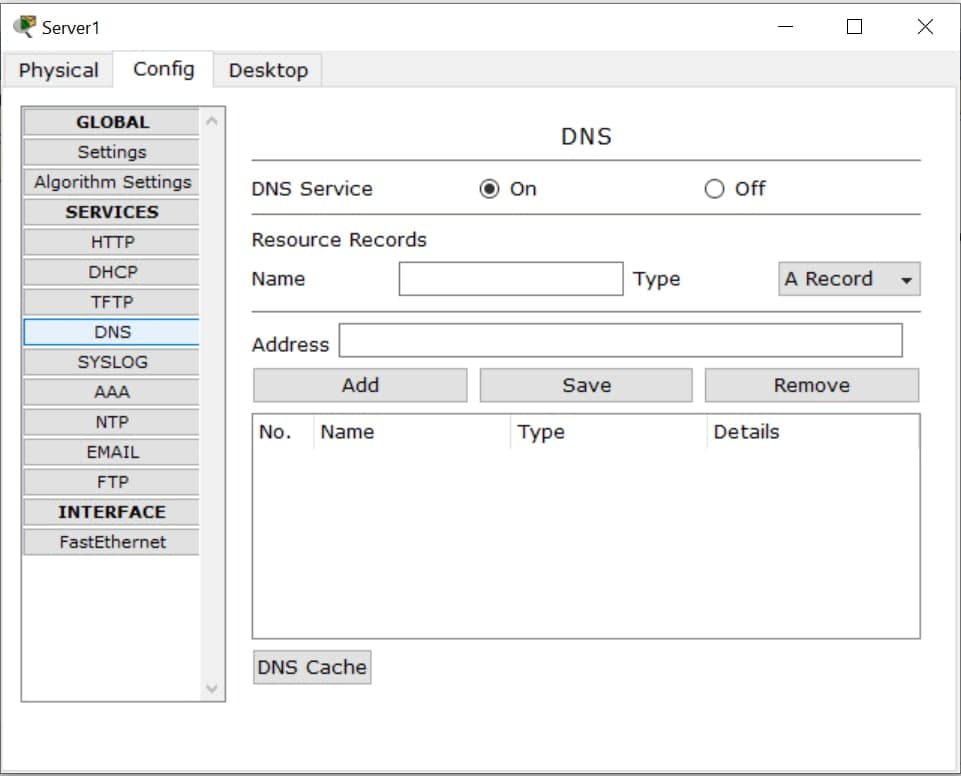 Server1
Physical Config Desktop
GLOBAL
Settings
Algorithm Settings
SERVICES
HTTP
DHCP
TFTP
DNS
SYSLOG
AAA
NTP
EMAIL
FTP
INTERFACE
FastEthernet
DNS
DNS Service On Off
Resource Records
Name Type A Record
Address
Add Save Remove
No. Name Type Details
DNS Cache